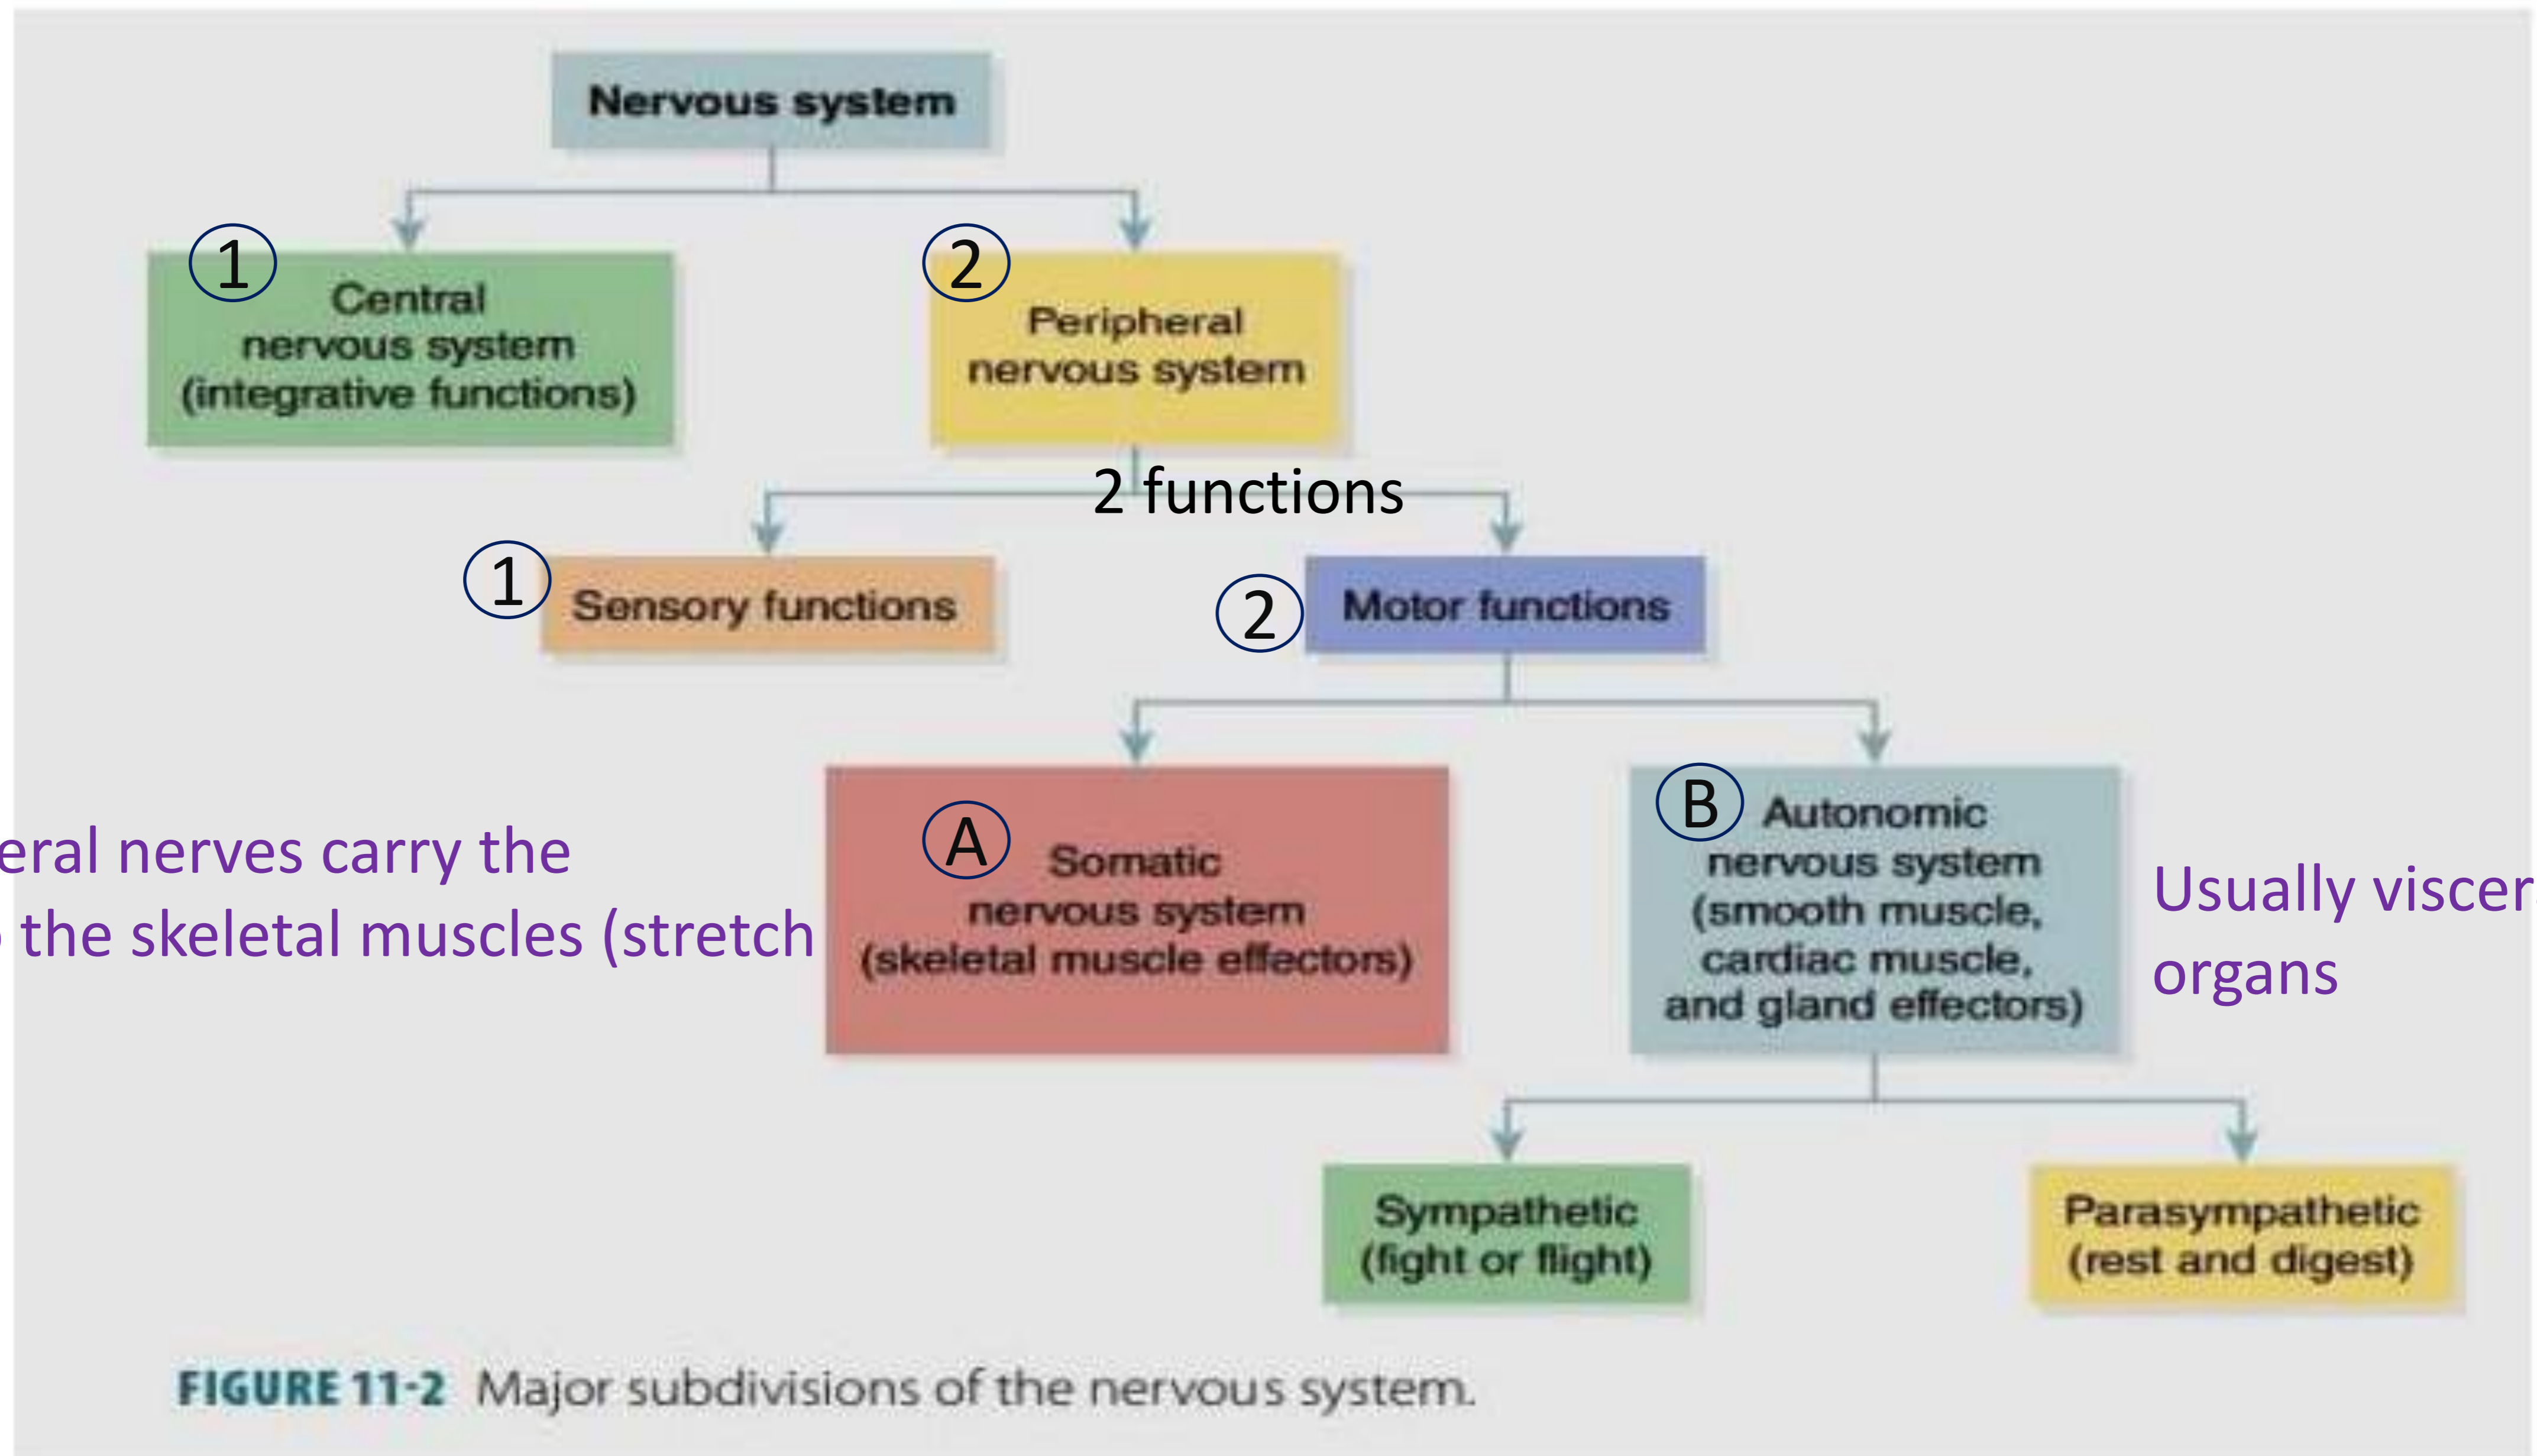 Nervous system
1
Central
nervous system
(integrative functions)
2
Peripheral
nervous system
2 functions
1
Sensory functions
2
Motor functions
eral nerves carry the
the skeletal muscles (stretch
A
Somatic
nervous system
(skeletal muscle effectors)
B
Autonomic
nervous system
(smooth muscle,
cardiac muscle,
and gland effectors)
Usually viscer
organs
Sympathetic
(fight or flight)
Parasympathetic
(rest and digest)
FIGURE 11-2 Major subdivisions of the nervous system.